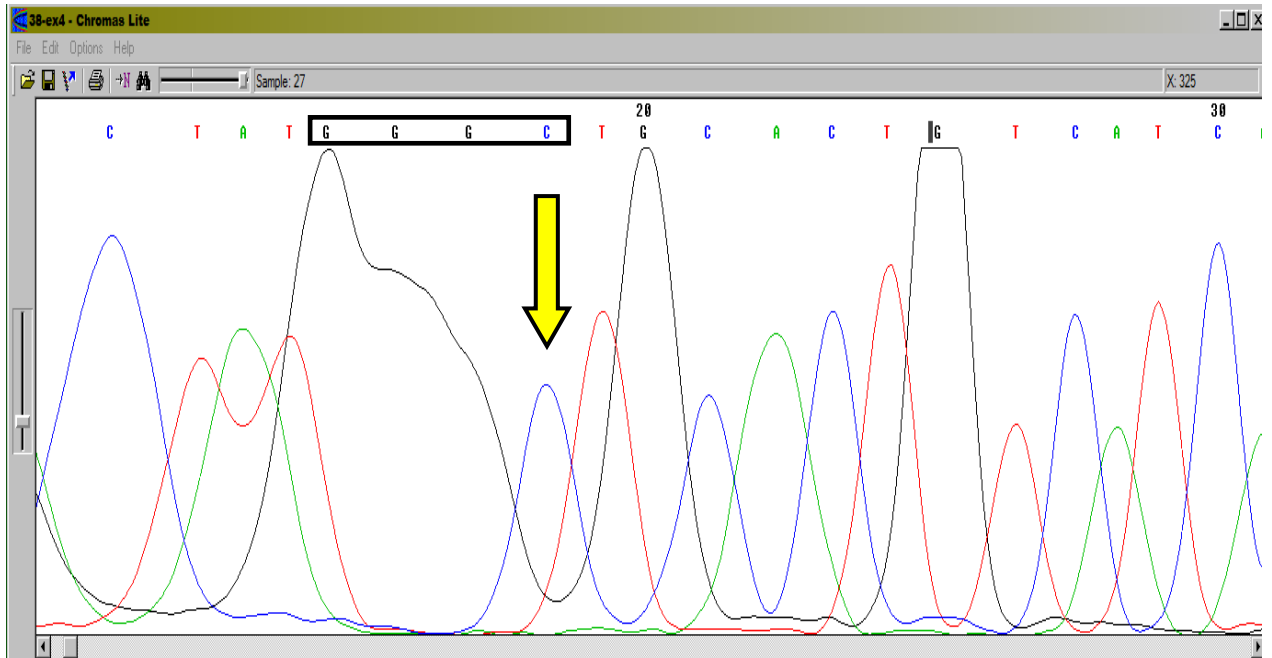 38-ex4 - Chromas Lite
File Edit Options Help
Sample: 27 X: 325
20 30
C T A T G G G C T G C A C T G T C A T C